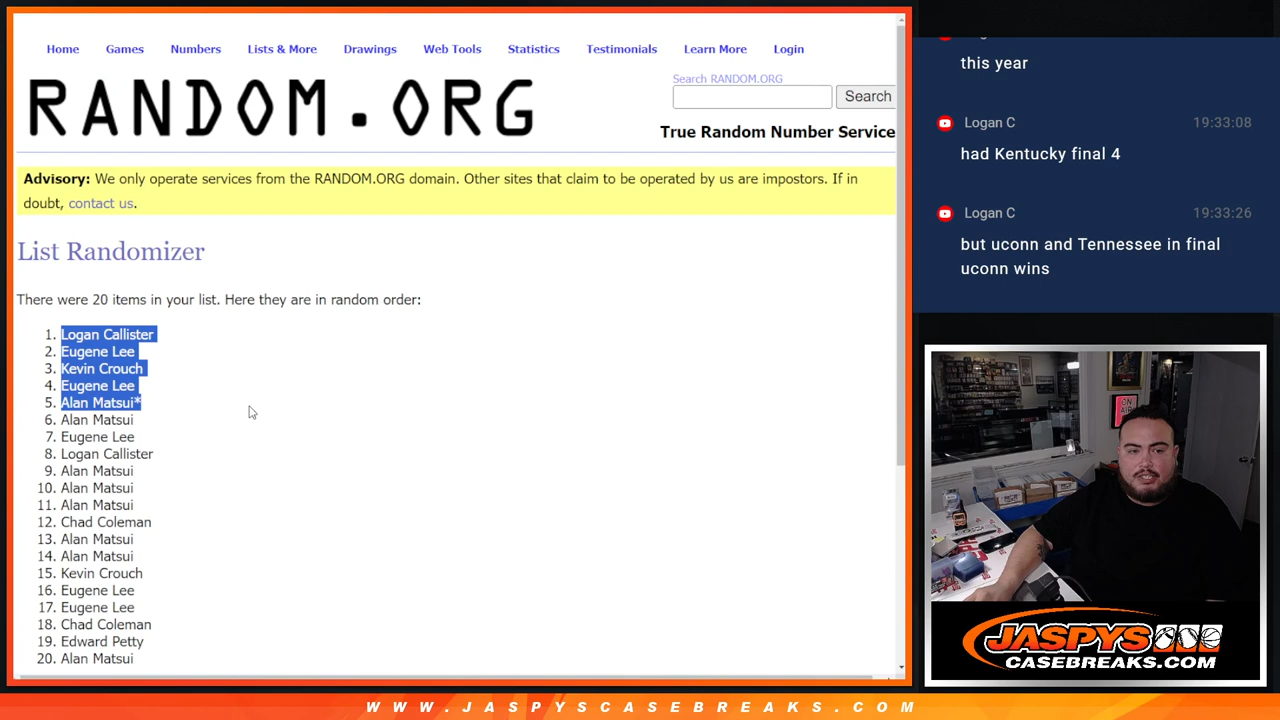 Home Games Numbers Lists & More Drawings Web Tools Statistics Testimonials Learn More Login
RANDOM.ORG
Search RANDOM.ORG
Search
True Random Number Service
Advisory: We only operate services from the RANDOM.ORG domain. Other sites that claim to be operated by us are impostors. If in
doubt, contact us.
List Randomizer
There were 20 items in your list. Here they are in random order:
1. Logan Callister
2. Eugene Lee
3. Kevin Crouch
4. Eugene Lee
5. Alan Matsui*
6. Alan Matsui
7. Eugene Lee
8. Logan Callister
9. Alan Matsui
10. Alan Matsui
11. Alan Matsui
12. Chad Coleman
13. Alan Matsui
14. Alan Matsui
15. Kevin Crouch
16. Eugene Lee
17. Eugene Lee
18. Chad Coleman
19. Edward Petty
20. Alan Matsui
this year
Logan C 19:33:08
had Kentucky final 4
Logan C 19:33:26
but uconn and Tennessee in final
uconn wins
ON
AIR
JASPYS
CASEBREAKS.COM
WWW.JASPYSCASEBREAKS.COM